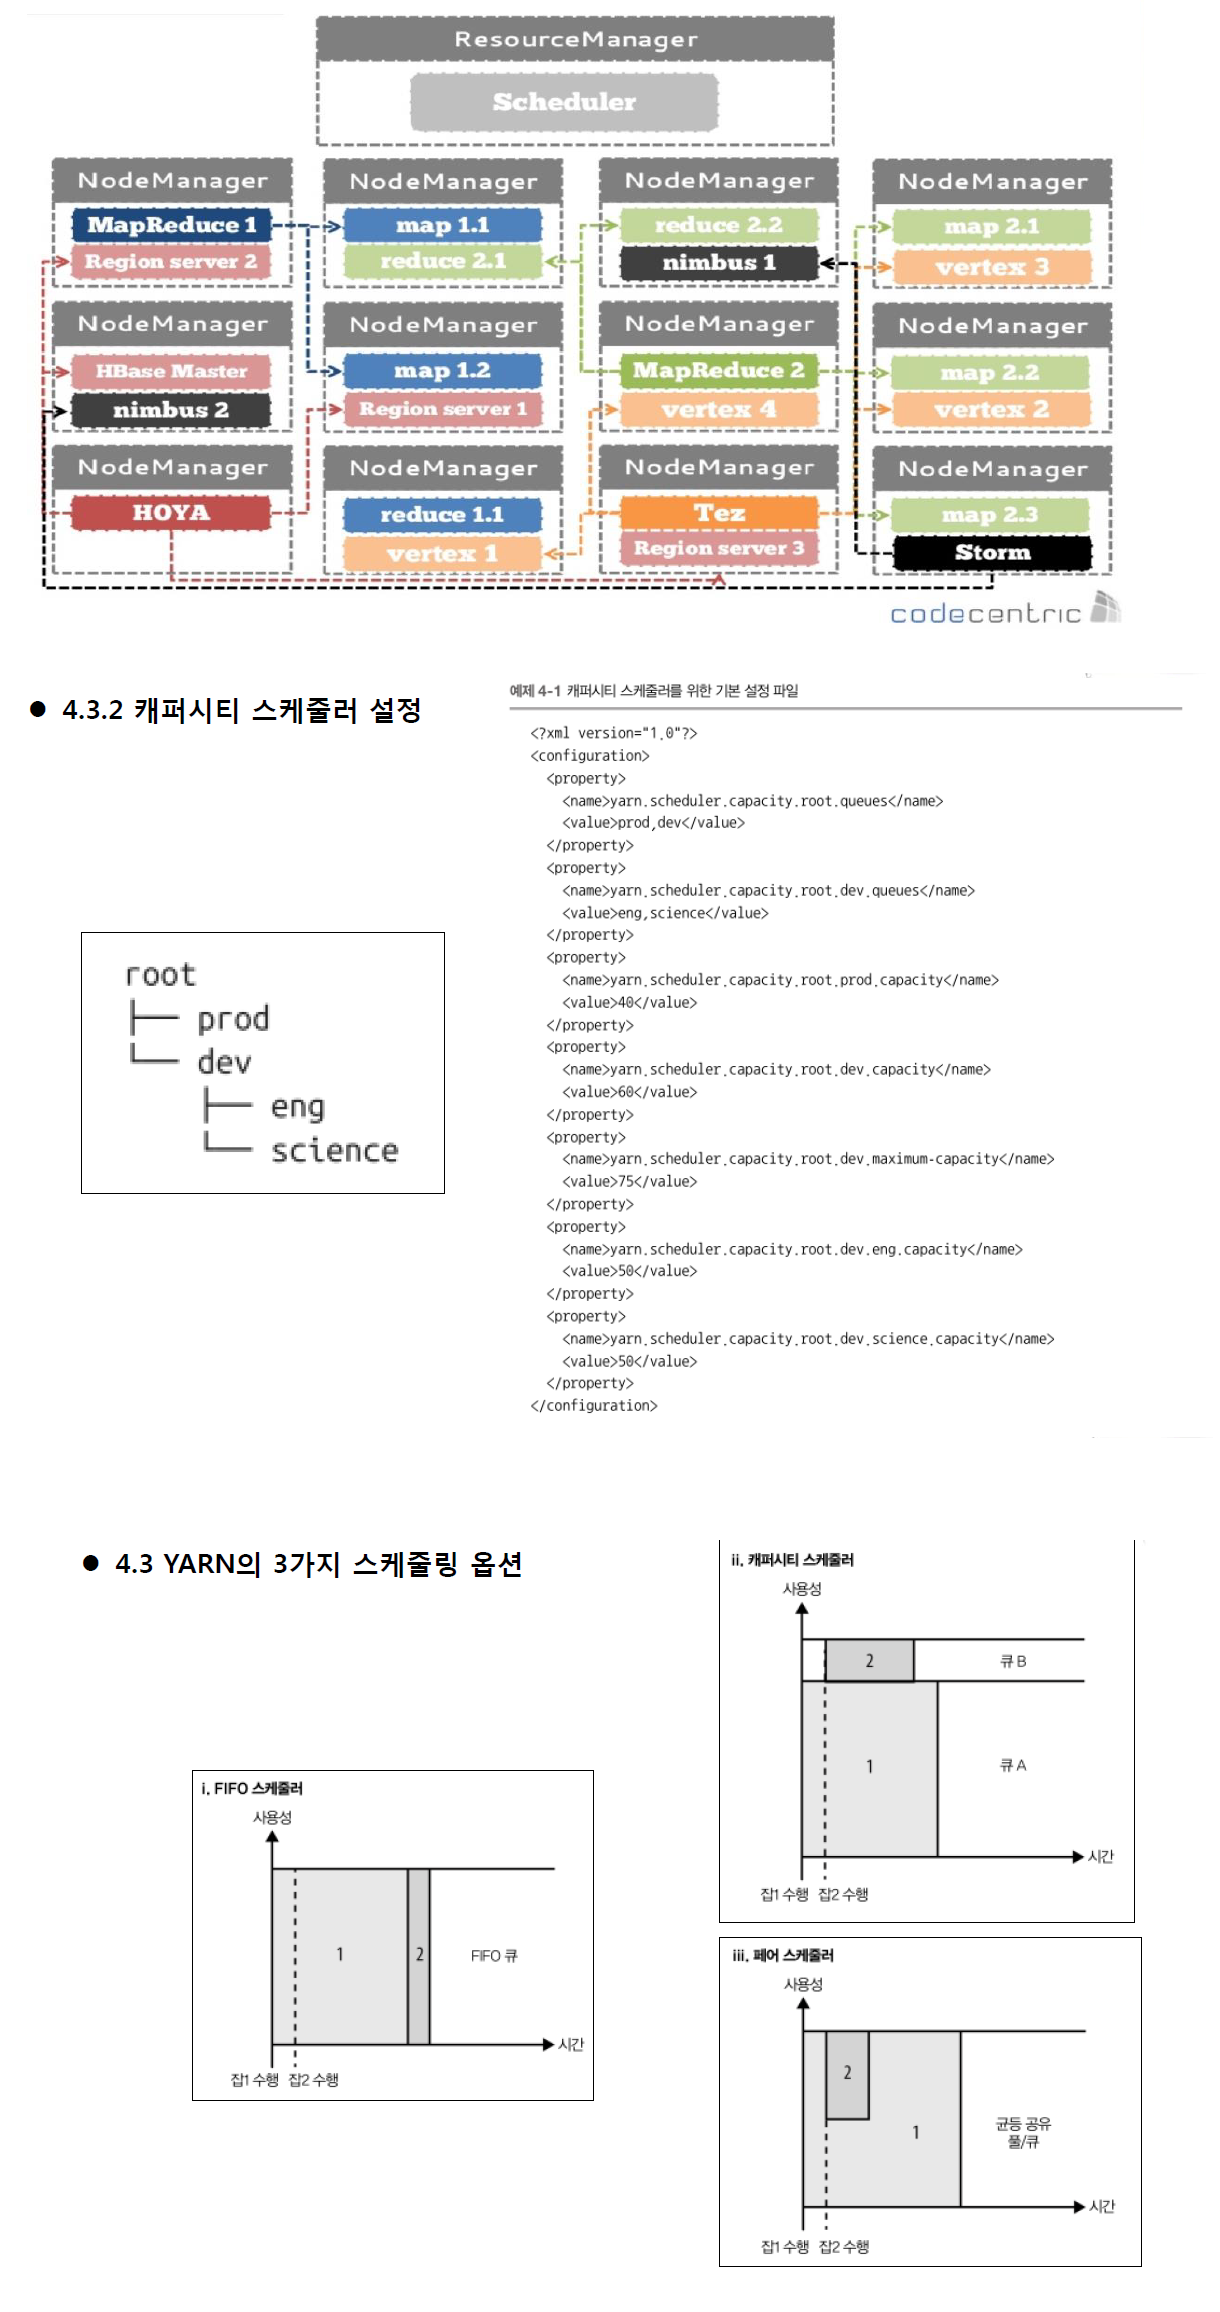 ResourceManager
Scheduler
NodeManager
MapReduce 1
Region server 2
NodeManager
map 1.1
reduce 2.1
NodeManager
reduce 2.2
nimbus 1
NodeManager
map 2.1
vertex 3
NodeManager
HBase Master
nimbus 2
NodeManager
map 1.2
Region server 1
NodeManager
MapReduce 2
vertex 4
NodeManager
map 2.2
vertex 2
NodeManager
HOYA
NodeManager
reduce 1.1
vertex 1
NodeManager
Tez
Region server 3
NodeManager
map 2.3
Storm
codecentric
● 4.3.2 캐퍼시티 스케줄러 설정
root
├── prod
└── dev
├── eng
└── science
예제 4-1 캐퍼시티 스케줄러를 위한 기본 설정 파일
<?xml version="1.0"?>
<configuration>
<property>
<name>yarn.scheduler.capacity.root.queues</name>
<value>prod,dev</value>
</property>
<property>
<name>yarn.scheduler.capacity.root.dev.queues</name>
<value>eng,science</value>
</property>
<property>
<name>yarn.scheduler.capacity.root.prod.capacity</name>
<value>40</value>
</property>
<property>
<name>yarn.scheduler.capacity.root.dev.capacity</name>
<value>60</value>
</property>
<property>
<name>yarn.scheduler.capacity.root.dev.maximum-capacity</name>
<value>75</value>
</property>
<property>
<name>yarn.scheduler.capacity.root.dev.eng.capacity</name>
<value>50</value>
</property>
<property>
<name>yarn.scheduler.capacity.root.dev.science.capacity</name>
<value>50</value>
</property>
</configuration>
● 4.3 YARN의 3가지 스케줄링 옵션
i. FIFO 스케줄러
사용성
1
2
FIFO 큐
시간
잡1 수행 잡2 수행
ii. 캐퍼시티 스케줄러
사용성
2
큐 B
1
큐 A
시간
잡1 수행 잡2 수행
iii. 페어 스케줄러
사용성
2
1
균등 공유
풀/큐
시간
잡1 수행 잡2 수행